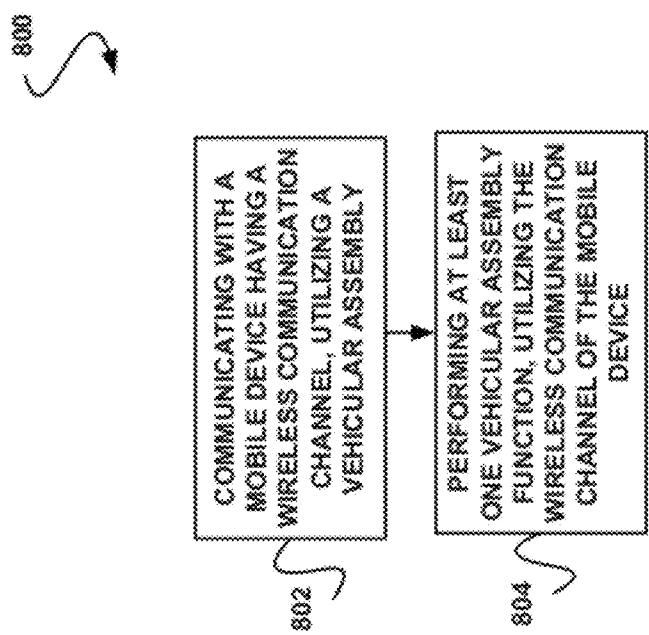 800
COMMUNICATING WITH A
MOBILE DEVICE HAVING A
WIRELESS COMMUNICATION
CHANNEL, UTILIZING A
VEHICULAR ASSEMBLY
802
PERFORMING AT LEAST
ONE VEHICULAR ASSEMBLY
FUNCTION, UTILIZING THE
WIRELESS COMMUNICATION
CHANNEL OF THE MOBILE
DEVICE
804